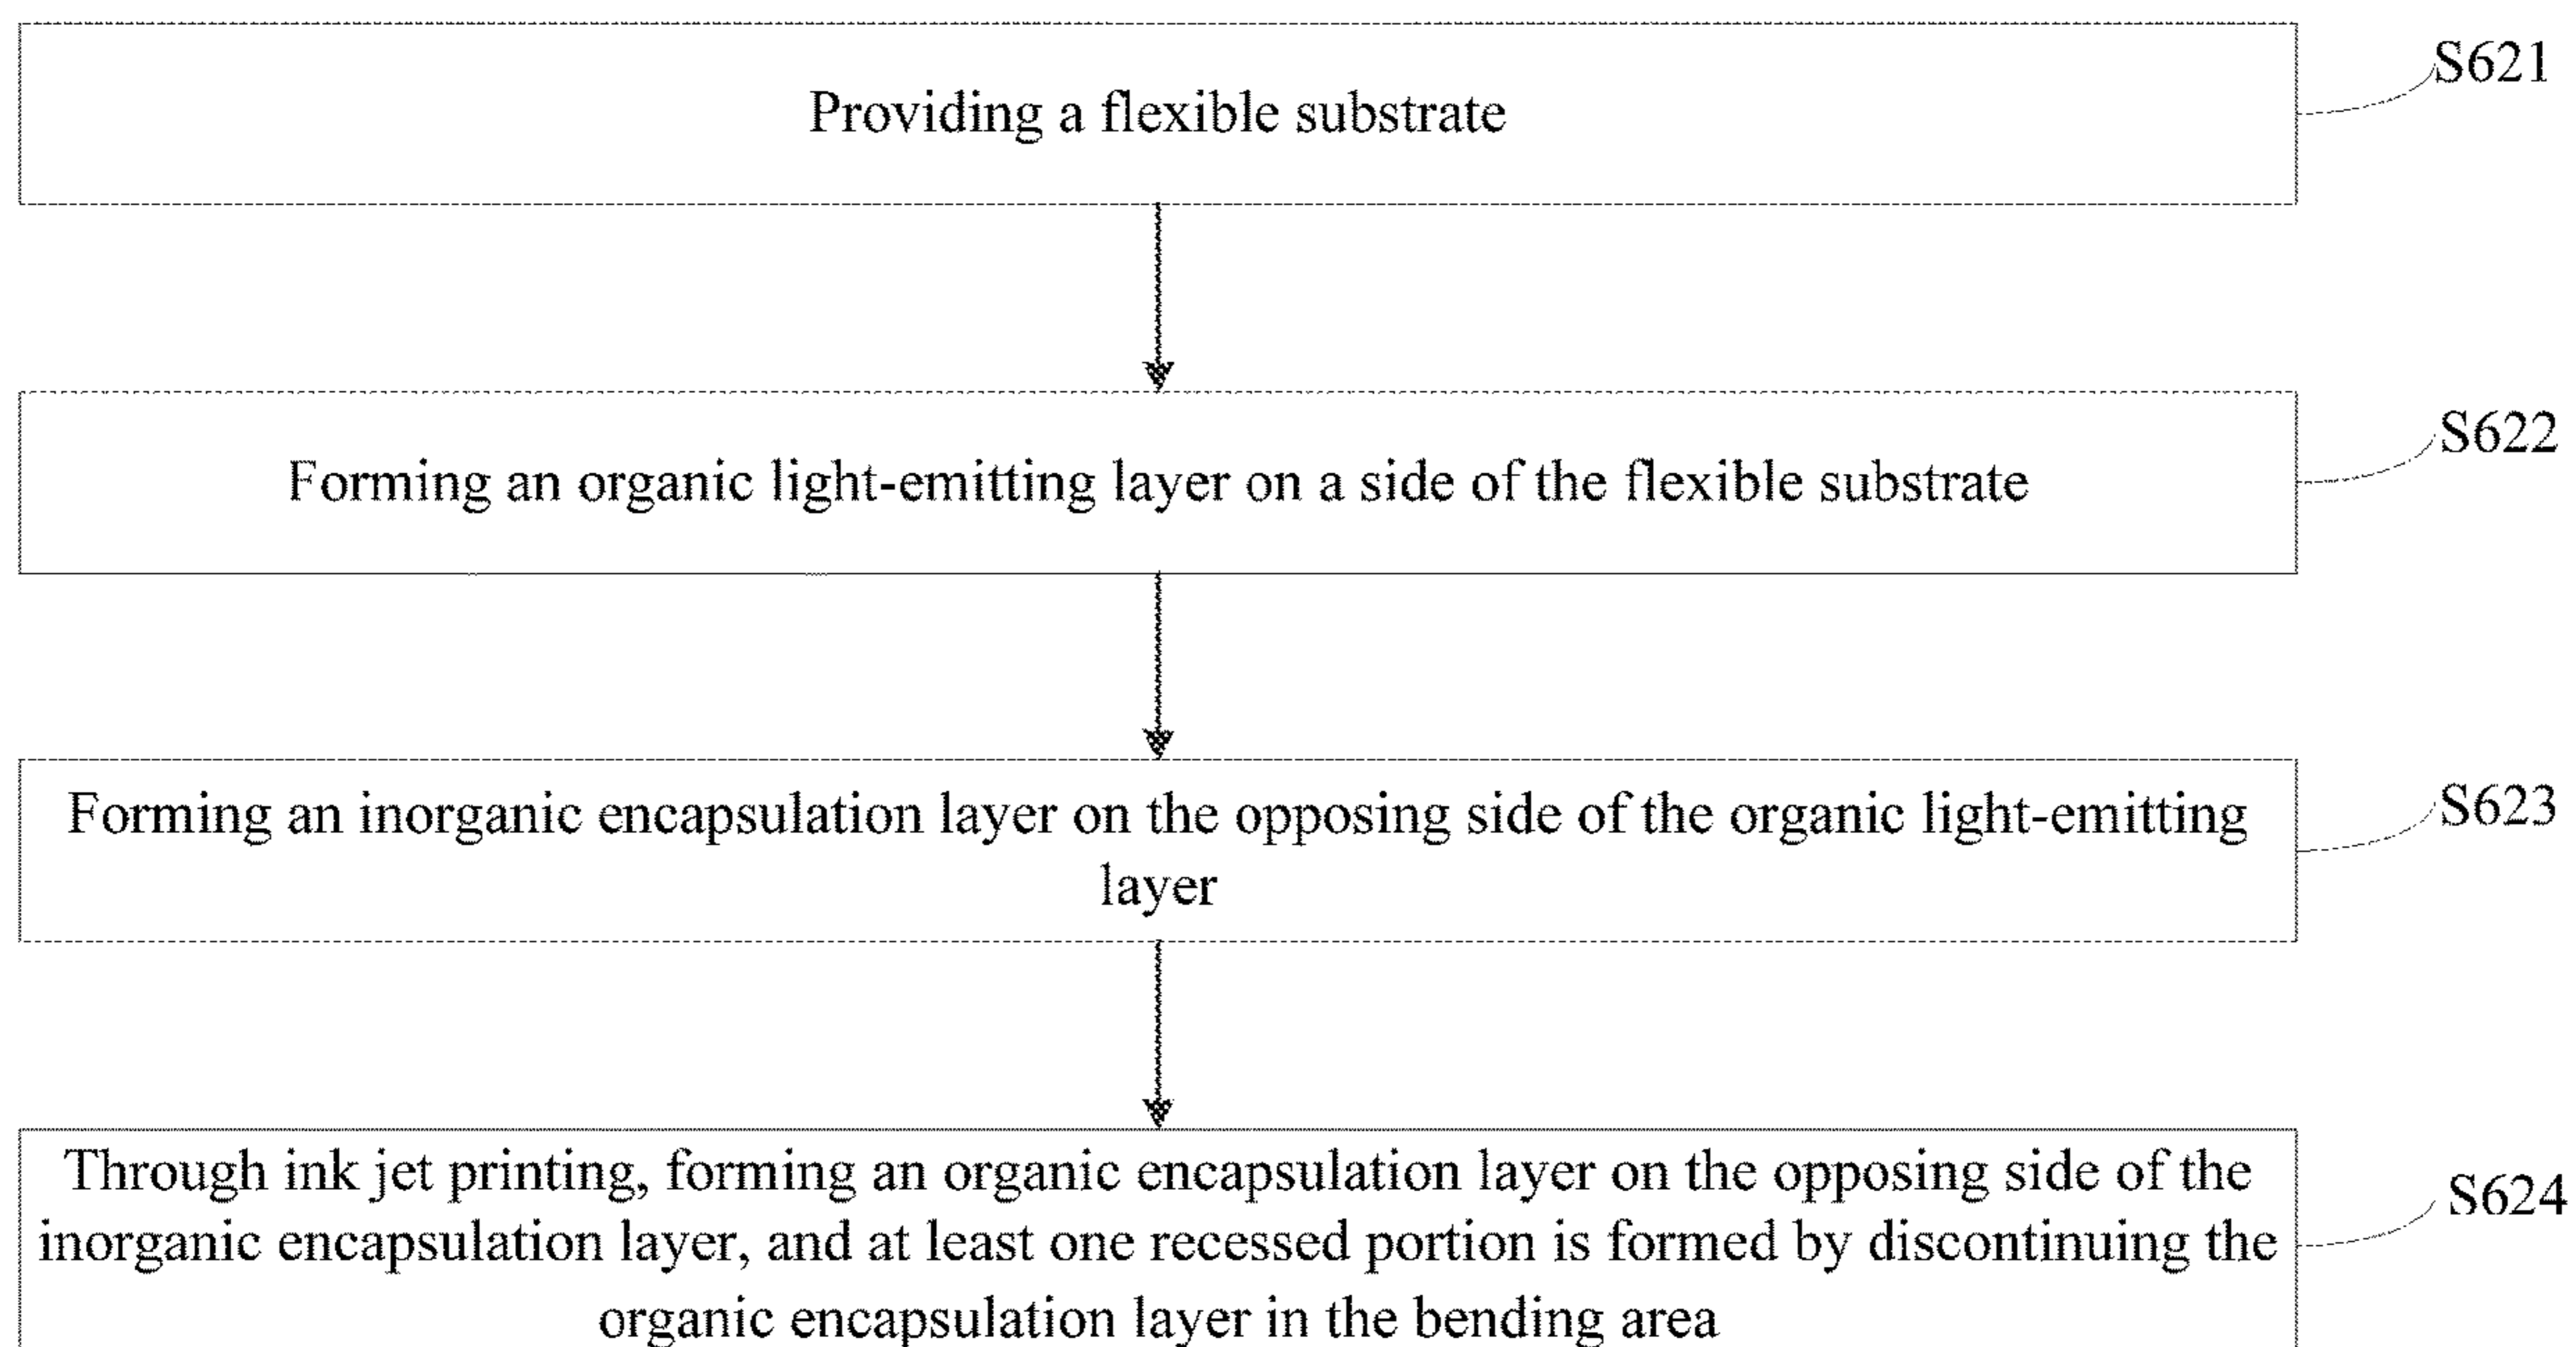 Providing a flexible substrate
S621
Forming an organic light-emitting layer on a side of the flexible substrate
S622
Forming an inorganic encapsulation layer on the opposing side of the organic light-emitting
layer
S623
Through ink jet printing, forming an organic encapsulation layer on the opposing side of the
inorganic encapsulation layer, and at least one recessed portion is formed by discontinuing the
organic encapsulation layer in the bending area
S624